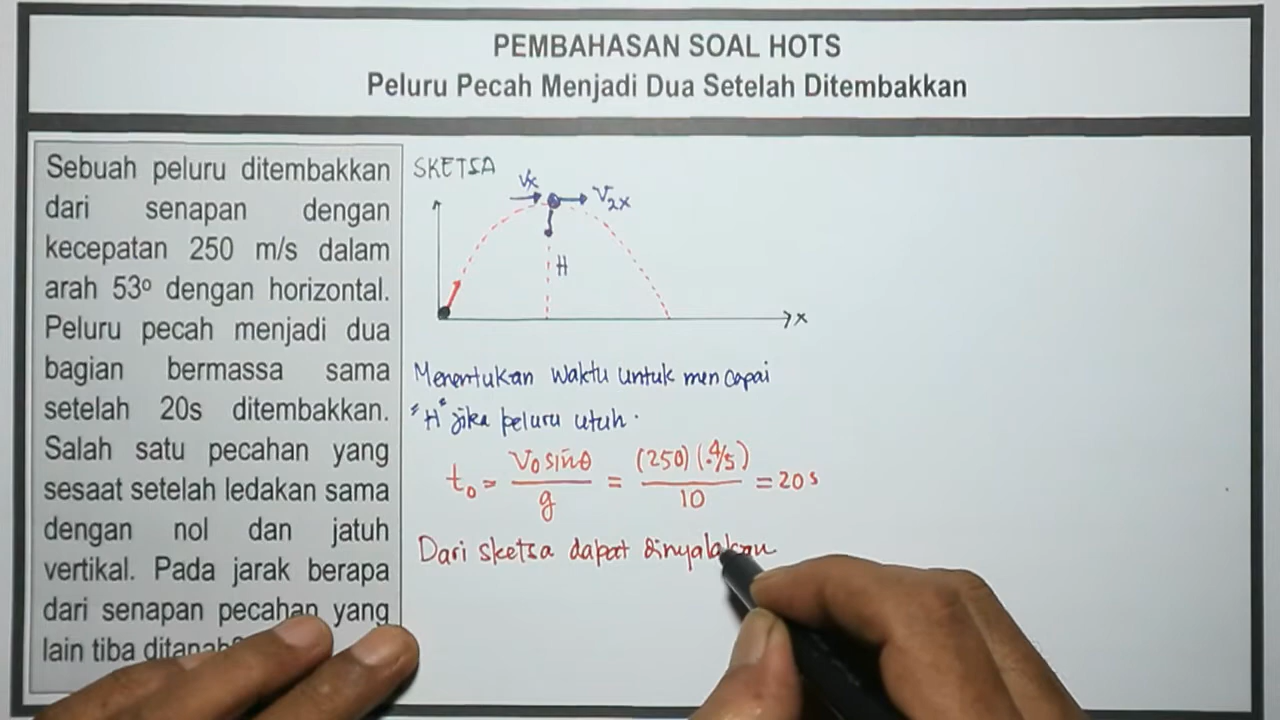 PEMBAHASAN SOAL HOTS
Peluru Pecah Menjadi Dua Setelah Ditembakkan
Sebuah peluru ditembakkan
dari senapan dengan
kecepatan 250 m/s dalam
arah 53º dengan horizontal.
Peluru pecah menjadi dua
bagian bermassa sama
setelah 20s ditembakkan.
Salah satu pecahan yang
sesaat setelah ledakan sama
dengan nol dan jatuh
vertikal. Pada jarak berapa
dari senapan pecahan yang
lain tiba ditanah?
SKETSA
Vx
V2x
H
x
Menentukan waktu untuk mencapai
"H" jika peluru utuh.
t₀ = V₀ sinθ / g = (250)(4/5) / 10 = 20 s
Dari sketsa dapat dinyatakan